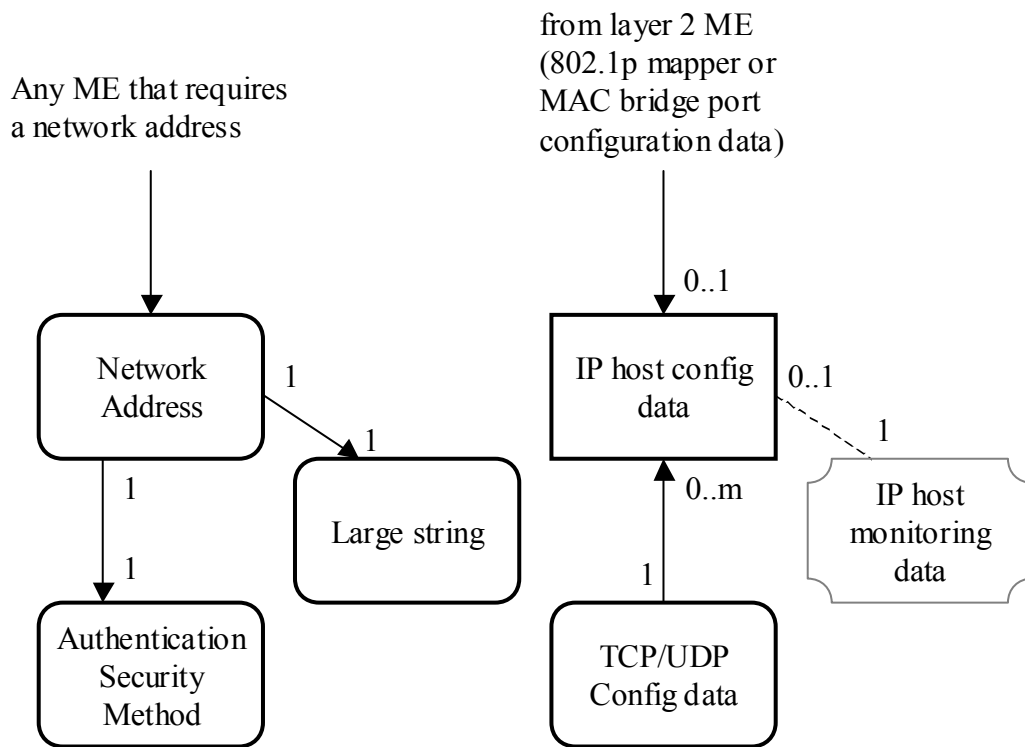 Any ME that requires
a network address
from layer 2 ME
(802.1p mapper or
MAC bridge port
configuration data)
0..1
Network
Address
1
1
IP host config
data
0..1
1
1
1
Large string
0..m
1
IP host
monitoring
data
Authentication
Security
Method
TCP/UDP
Config data